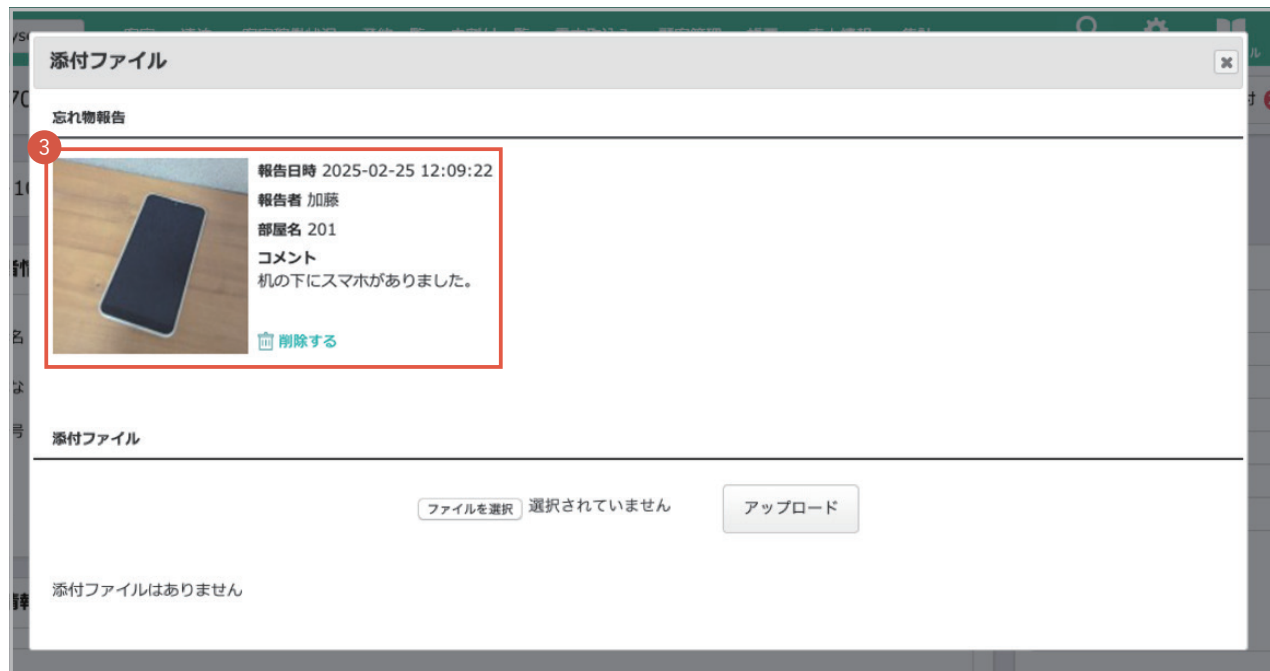 添付ファイル
忘れ物報告
3
報告日時 2025-02-25 12:09:22
報告者 加藤
部屋名 201
コメント
机の下にスマホがありました。
削除する
添付ファイル
ファイルを選択 選択されていません
アップロード
添付ファイルはありません